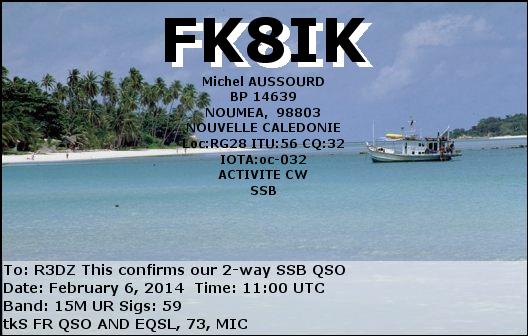 FK8IK
Michel AUSSOURD
BP 14639
NOUMEA, 98803
NOUVELLE CALEDONIE
Loc:RG28 ITU:56 CQ:32
IOTA:oc-032
ACTIVITE CW
SSB
To: R3DZ This confirms our 2-way SSB QSO
Date: February 6, 2014 Time: 11:00 UTC
Band: 15M UR Sigs: 59
tkS FR QSO AND EQSL, 73, MIC